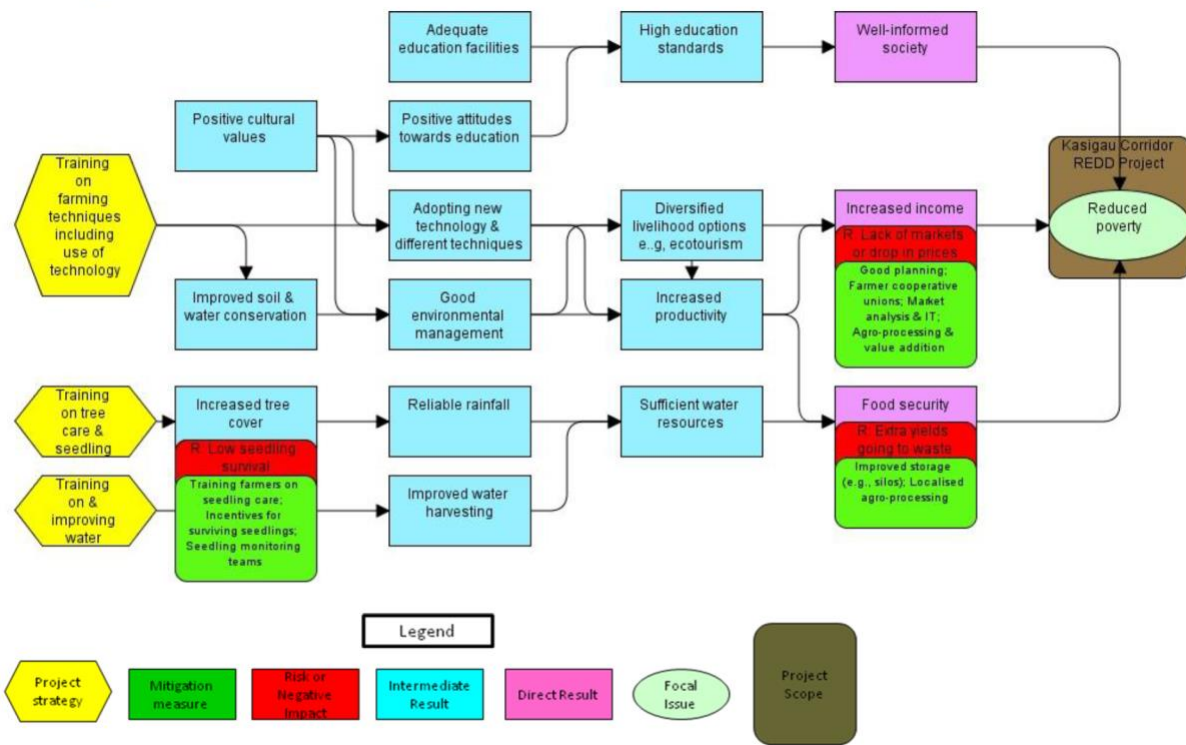 Adequate
education facilities
High education
standards
Well-informed
society
Positive cultural
values
Positive attitudes
towards education
Kasigau Corridor
REDD Project
Reduced
poverty
Training
on
farming
techniques
including
use of
technology
Adopting new
technology &
different techniques
Diversified
livelihood options
e..g, ecotourism
Increased income
R: Lack of markets
or drop in prices
Good planning;
Farmer cooperative
unions; Market
analysis & IT;
Agro-processing &
value addition
Improved soil &
water conservation
Good
environmental
management
Increased
productivity
Training
on tree
care &
seedling
Increased tree
cover
R: Low seedling
survival
Training farmers on
seedling care;
Incentives for
surviving seedlings;
Seedling monitoring
teams
Reliable rainfall
Sufficient water
resources
Food security
R: Extra yields
going to waste
Improved storage
(e.g., silos); Localised
agro-processing
Training
on &
improving
water
Improved water
harvesting
Legend
Project
strategy
Mitigation
measure
Risk or
Negative
Impact
Intermediate
Result
Direct Result
Focal
Issue
Project
Scope